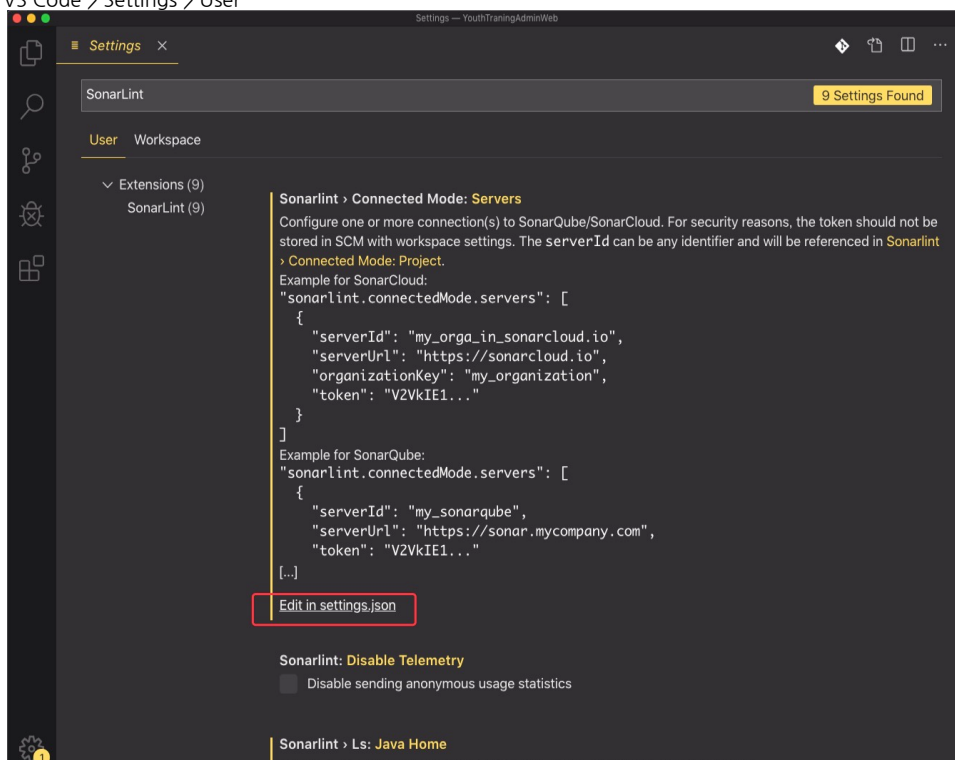 VS Code > Settings > User
Settings — YouthTraningAdminWeb
Settings
SonarLint
9 Settings Found
User Workspace
Extensions (9)
SonarLint (9)
Sonarlint › Connected Mode: Servers
Configure one or more connection(s) to SonarQube/SonarCloud. For security reasons, the token should not be
stored in SCM with workspace settings. The serverId can be any identifier and will be referenced in Sonarlint
› Connected Mode: Project.
Example for SonarCloud:
"sonarlint.connectedMode.servers": [
{
"serverId": "my_orga_in_sonarcloud.io",
"serverUrl": "https://sonarcloud.io",
"organizationKey": "my_organization",
"token": "V2VkIE1..."
}
]
Example for SonarQube:
"sonarlint.connectedMode.servers": [
{
"serverId": "my_sonarqube",
"serverUrl": "https://sonar.mycompany.com",
"token": "V2VkIE1..."
[...]
Edit in settings.json
Sonarlint: Disable Telemetry
Disable sending anonymous usage statistics
Sonarlint › Ls: Java Home
1